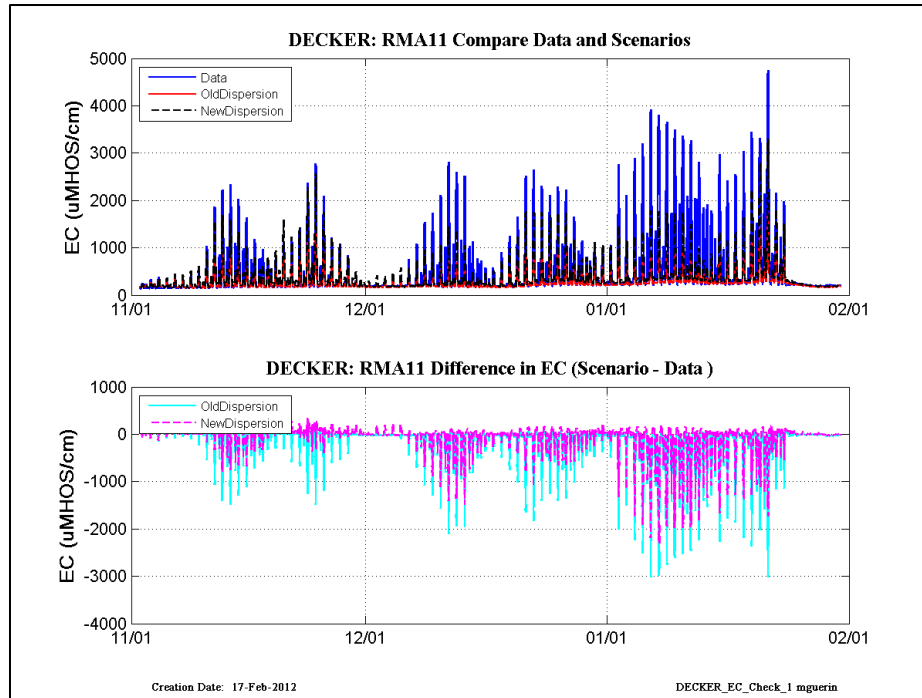 DECKER: RMA11 Compare Data and Scenarios
5000
4000
3000
2000
1000
0
EC (uMHOS/cm)
Data
OldDispersion
NewDispersion
11/01 12/01 01/01 02/01
DECKER: RMA11 Difference in EC (Scenario - Data )
1000
0
-1000
-2000
-3000
-4000
EC (uMHOS/cm)
OldDispersion
NewDispersion
11/01 12/01 01/01 02/01
Creation Date: 17-Feb-2012 DECKER_EC_Check_1 mguerin